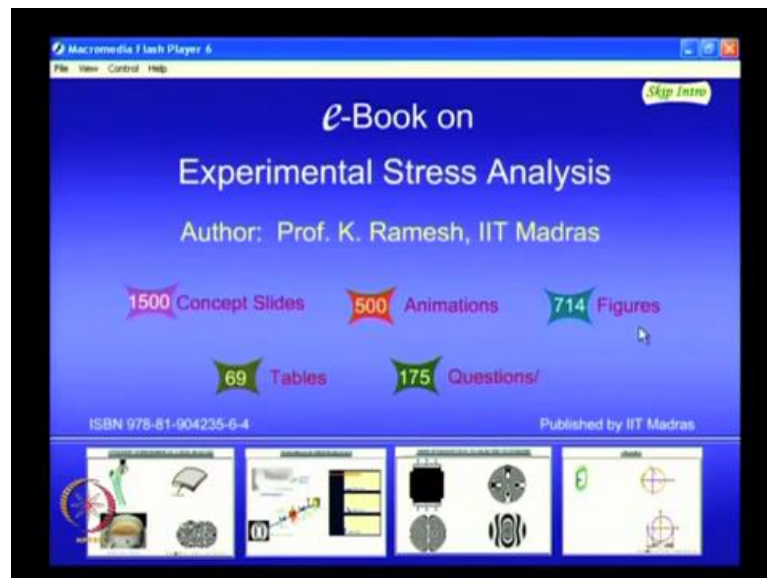 Macromedia Flash Player 6
File View Control Help
Skip Intro
e-Book on
Experimental Stress Analysis
Author: Prof. K. Ramesh, IIT Madras
1500 Concept Slides 500 Animations 714 Figures
69 Tables 175 Questions/
ISBN 978-81-904235-6-4 Published by IIT Madras
NPTEL